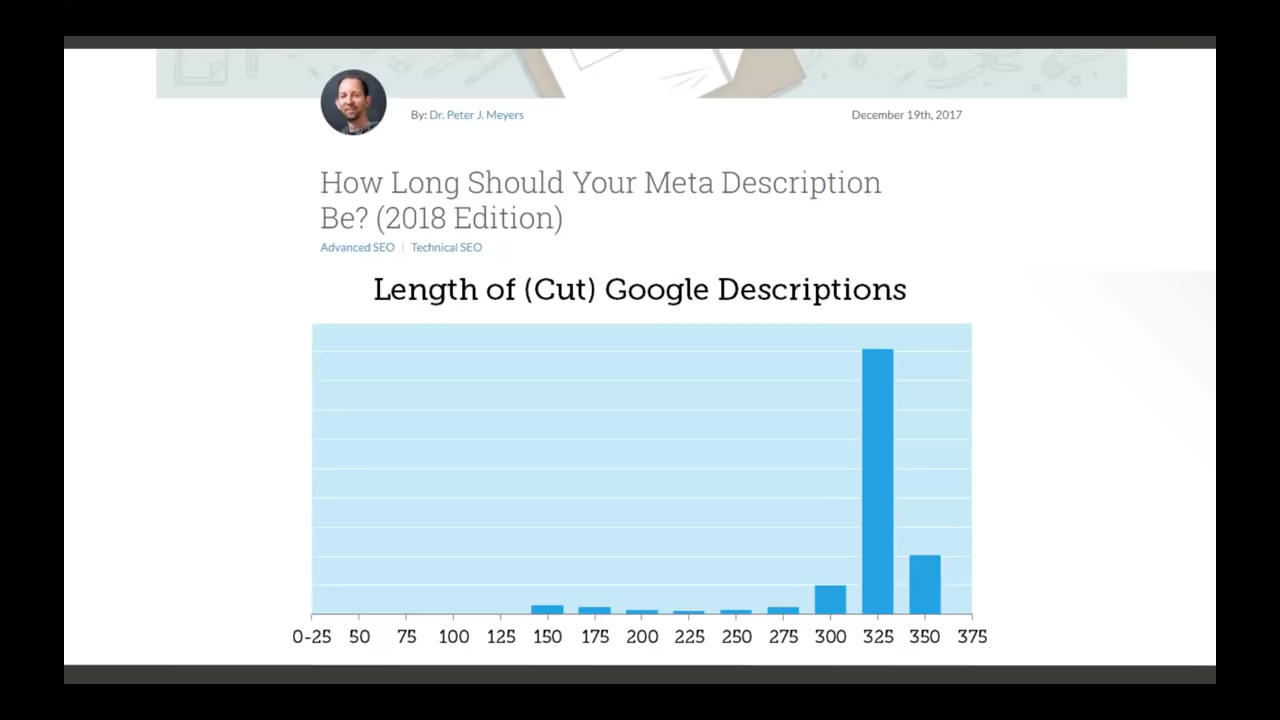 By: Dr. Peter J. Meyers
December 19th, 2017
How Long Should Your Meta Description
Be? (2018 Edition)
Advanced SEO | Technical SEO
Length of (Cut) Google Descriptions
0-25 50 75 100 125 150 175 200 225 250 275 300 325 350 375